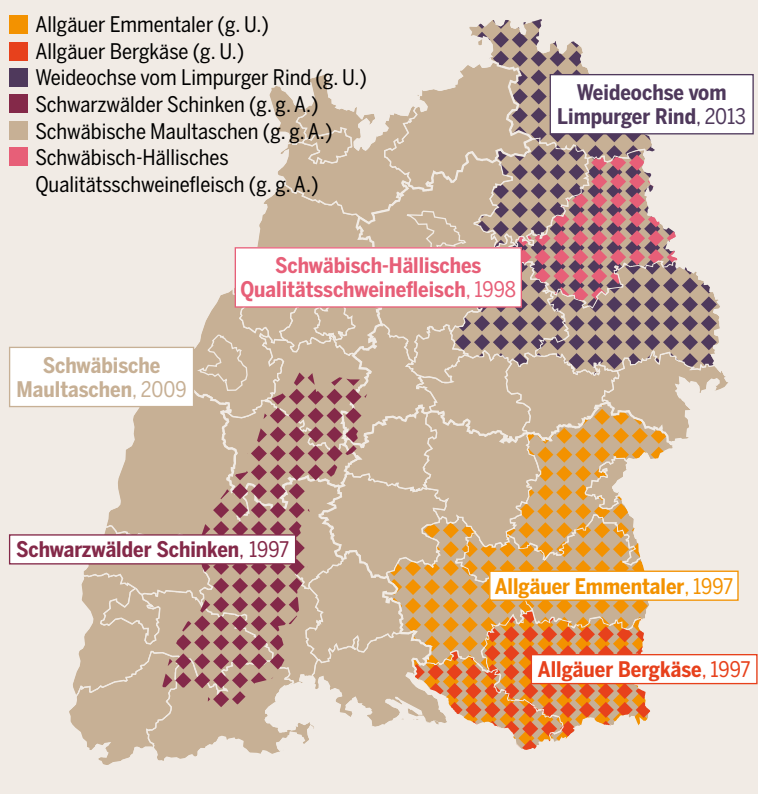 Allgäuer Emmentaler (g. U.)
Allgäuer Bergkäse (g. U.)
Weideochse vom Limpurger Rind (g. U.)
Schwarzwälder Schinken (g. g. A.)
Schwäbische Maultaschen (g. g. A.)
Schwäbisch-Hällisches
Qualitätsschweinefleisch (g. g. A.)
Weideochse vom
Limpurger Rind, 2013
Schwäbisch-Hällisches
Qualitätsschweinefleisch, 1998
Schwäbische
Maultaschen, 2009
Schwarzwälder Schinken, 1997
Allgäuer Emmentaler, 1997
Allgäuer Bergkäse, 1997